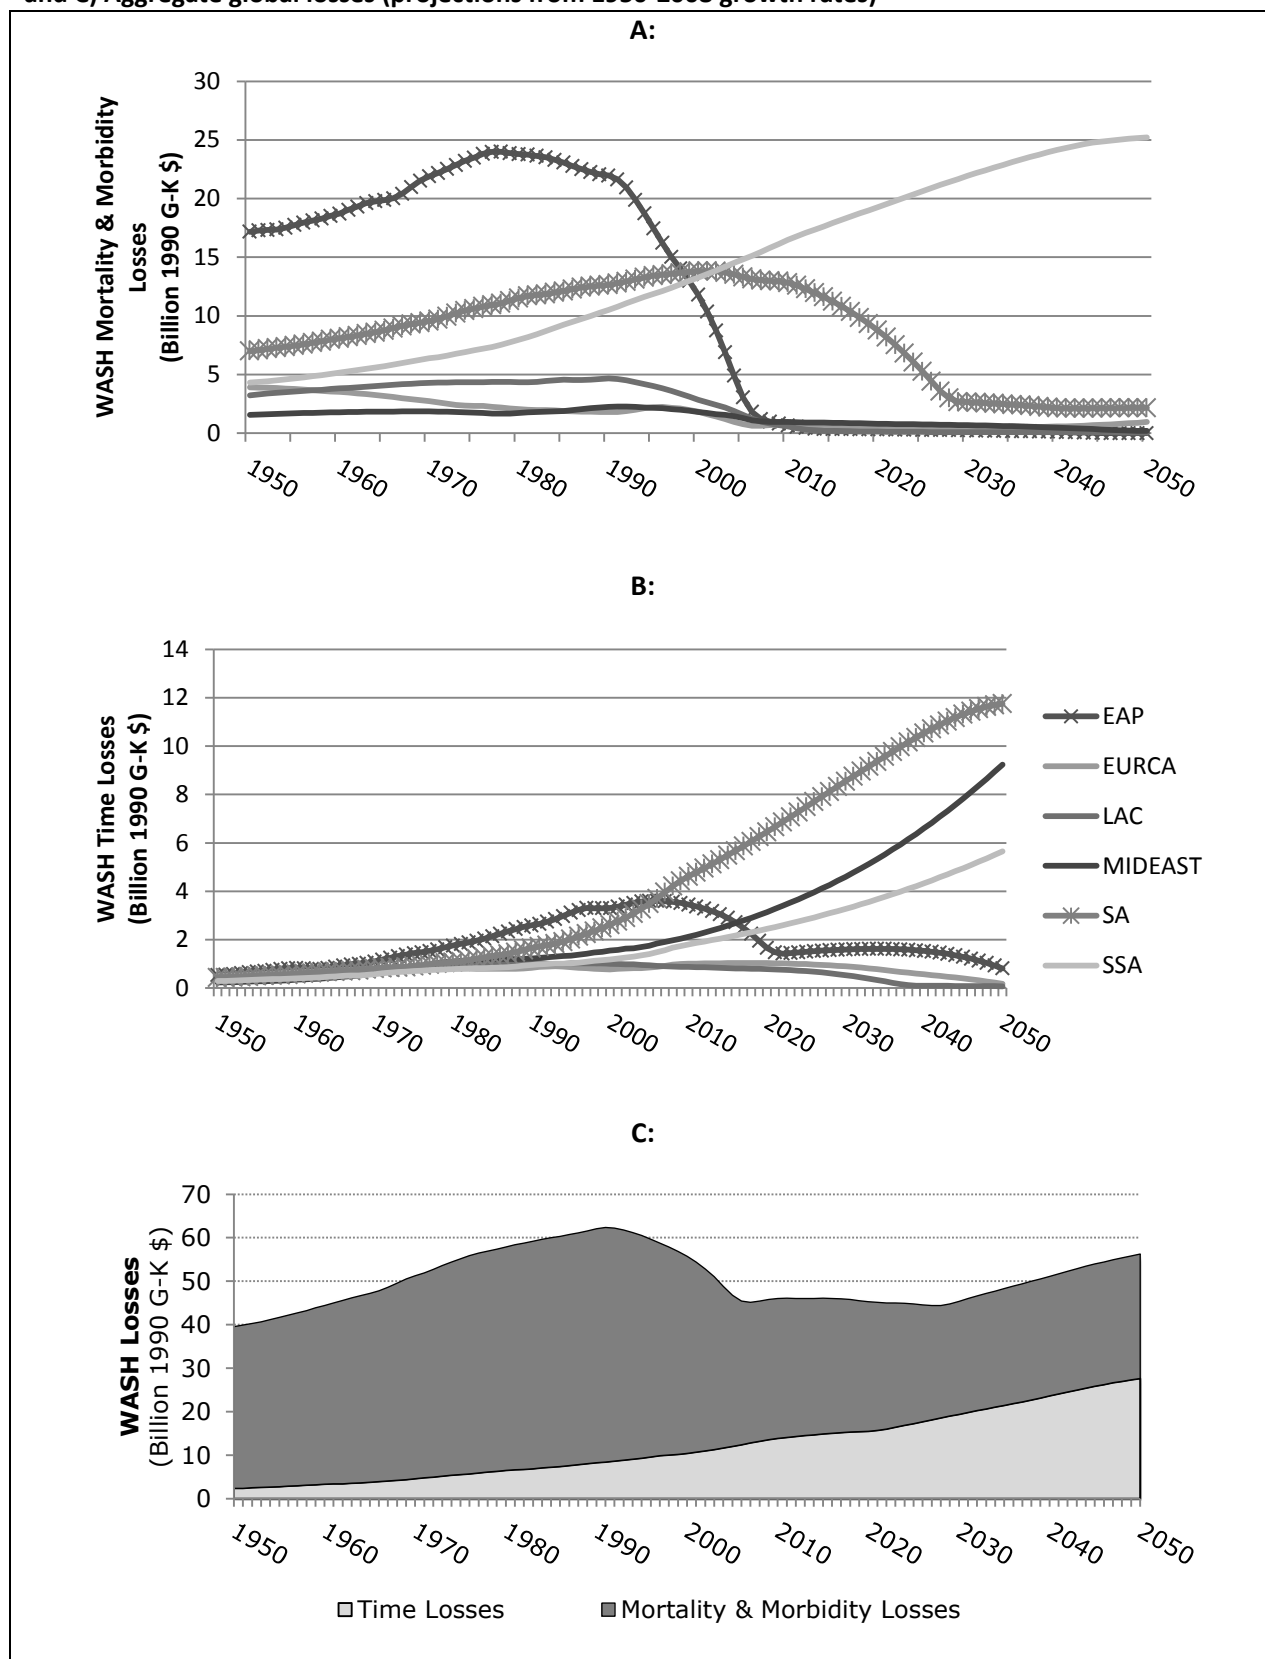 and C) Aggregate global losses (projections from 1950-2008 growth rates)
A:
WASH Mortality & Morbidity
Losses
(Billion 1990 G-K $)
30
25
20
15
10
5
0
1950
1960
1970
1980
1990
2000
2010
2020
2030
2040
2050
B:
WASH Time Losses
(Billion 1990 G-K $)
14
12
10
8
6
4
2
0
1950
1960
1970
1980
1990
2000
2010
2020
2030
2040
2050
EAP
EURCA
LAC
MIDEAST
SA
SSA
C:
WASH Losses
(Billion 1990 G-K $)
70
60
50
40
30
20
10
0
1950
1960
1970
1980
1990
2000
2010
2020
2030
2040
2050
Time Losses
Mortality & Morbidity Losses